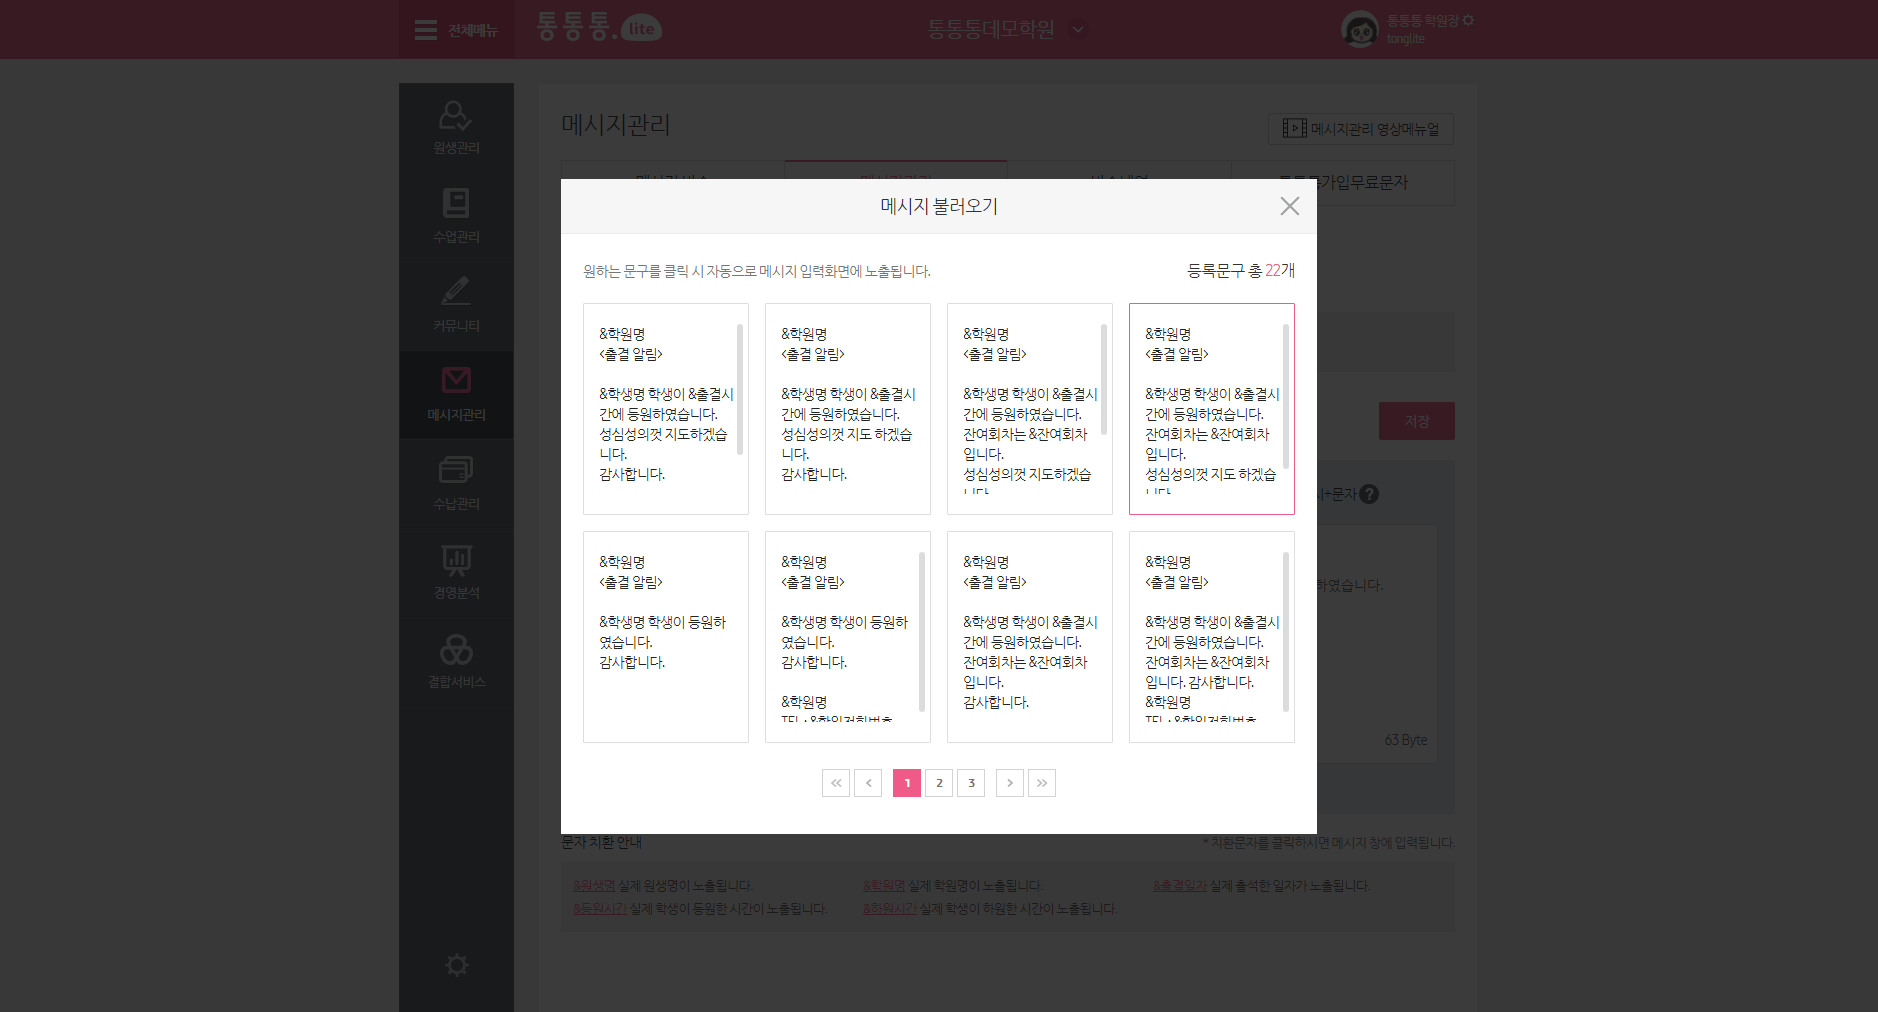 전체메뉴
통통통.lite
통통통데모학원
통통통 학원장
tonglite
원생관리
수업관리
커뮤니티
메시지관리
수납관리
경영분석
결합서비스
메시지관리
메시지관리 영상메뉴얼
가입무료문자
메시지 불러오기
원하는 문구를 클릭 시 자동으로 메시지 입력화면에 노출됩니다.
등록문구 총 22개
&학원명
<출결 알림>
&학생명 학생이 &출결시
간에 등원하였습니다.
성심성의껏 지도하겠습
니다.
감사합니다.
&학원명
<출결 알림>
&학생명 학생이 &출결시
간에 등원하였습니다.
성심성의껏 지도 하겠습
니다.
감사합니다.
&학원명
<출결 알림>
&학생명 학생이 &출결시
간에 등원하였습니다.
잔여회차는 &잔여회차
입니다.
성심성의껏 지도하겠습
&학원명
<출결 알림>
&학생명 학생이 &출결시
간에 등원하였습니다.
잔여회차는 &잔여회차
입니다.
성심성의껏 지도 하겠습
&학원명
<출결 알림>
&학생명 학생이 등원하
였습니다.
감사합니다.
&학원명
<출결 알림>
&학생명 학생이 등원하
였습니다.
감사합니다.
&학원명
&학원명
<출결 알림>
&학생명 학생이 &출결시
간에 등원하였습니다.
잔여회차는 &잔여회차
입니다.
감사합니다.
&학원명
<출결 알림>
&학생명 학생이 &출결시
간에 등원하였습니다.
잔여회차는 &잔여회차
입니다. 감사합니다.
&학원명
1 2 3
저장
+문자
하였습니다.
63 Byte
문자 치환 안내
* 치환문자를 클릭하시면 메시지 창에 입력됩니다.
&원생명 실제 원생명이 노출됩니다.
&학원명 실제 학원명이 노출됩니다.
&출결일자 실제 출석한 일자가 노출됩니다.
&등원시간 실제 학생이 등원한 시간이 노출됩니다.
&하원시간 실제 학생이 하원한 시간이 노출됩니다.